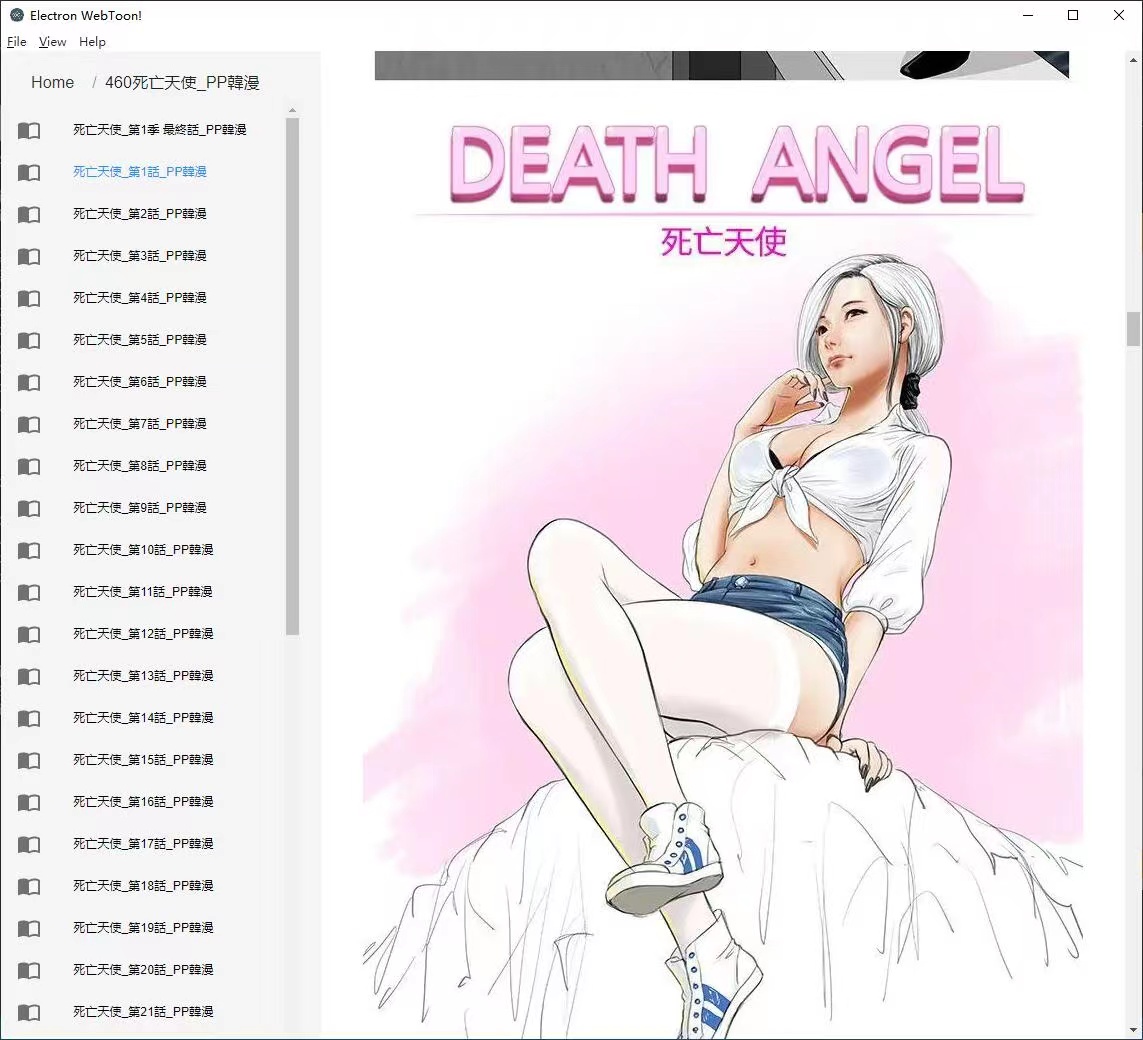 Electron WebToon!
File View Help
Home / 460死亡天使_PP韓漫
死亡天使_第1季 最終話_PP韓漫
死亡天使_第1話_PP韓漫
死亡天使_第2話_PP韓漫
死亡天使_第3話_PP韓漫
死亡天使_第4話_PP韓漫
死亡天使_第5話_PP韓漫
死亡天使_第6話_PP韓漫
死亡天使_第7話_PP韓漫
死亡天使_第8話_PP韓漫
死亡天使_第9話_PP韓漫
死亡天使_第10話_PP韓漫
死亡天使_第11話_PP韓漫
死亡天使_第12話_PP韓漫
死亡天使_第13話_PP韓漫
死亡天使_第14話_PP韓漫
死亡天使_第15話_PP韓漫
死亡天使_第16話_PP韓漫
死亡天使_第17話_PP韓漫
死亡天使_第18話_PP韓漫
死亡天使_第19話_PP韓漫
死亡天使_第20話_PP韓漫
死亡天使_第21話_PP韓漫
DEATH ANGEL
死亡天使